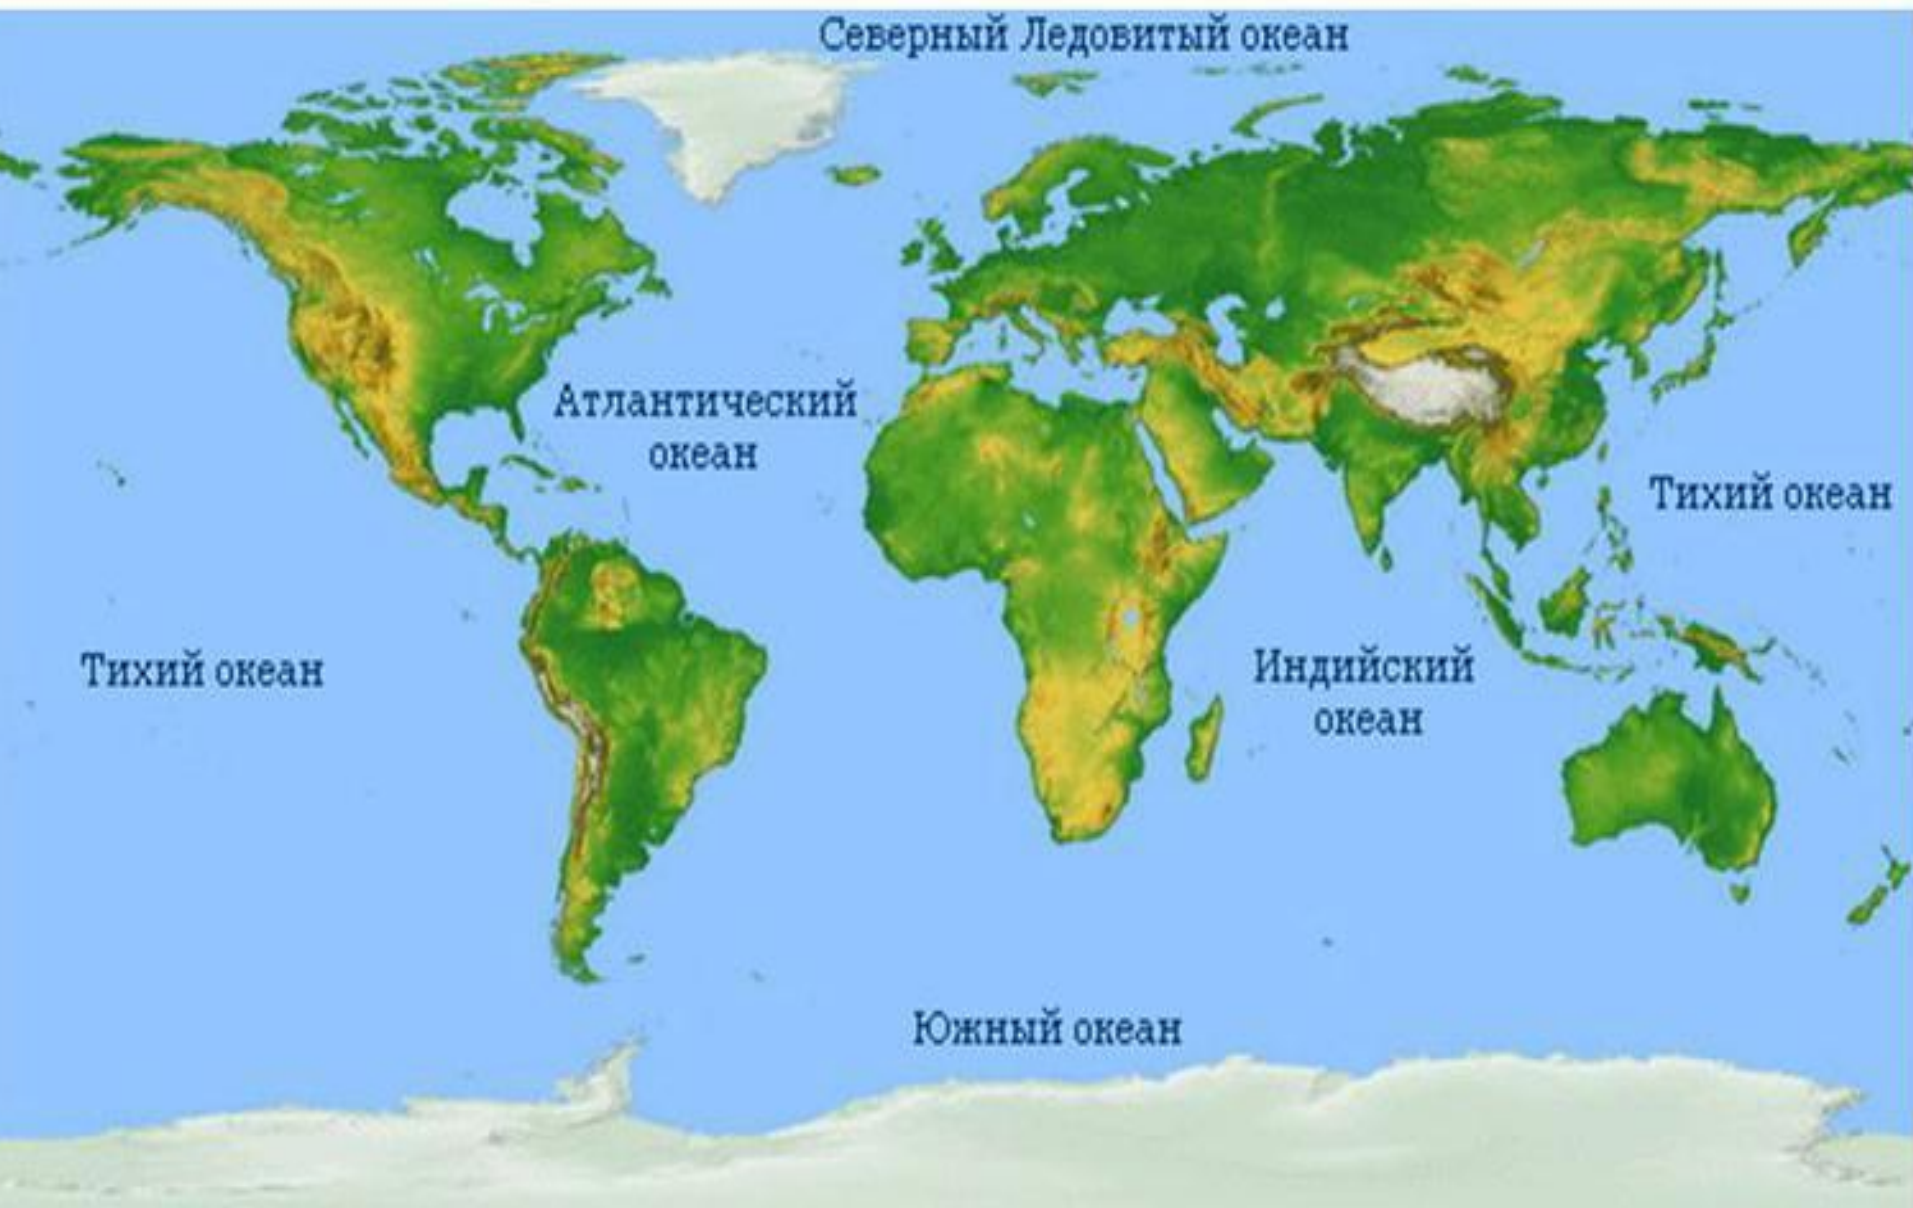 Северный Ледовитый океан
Атлантический
океан
Тихий океан
Тихий океан
Индийский
океан
Южный океан